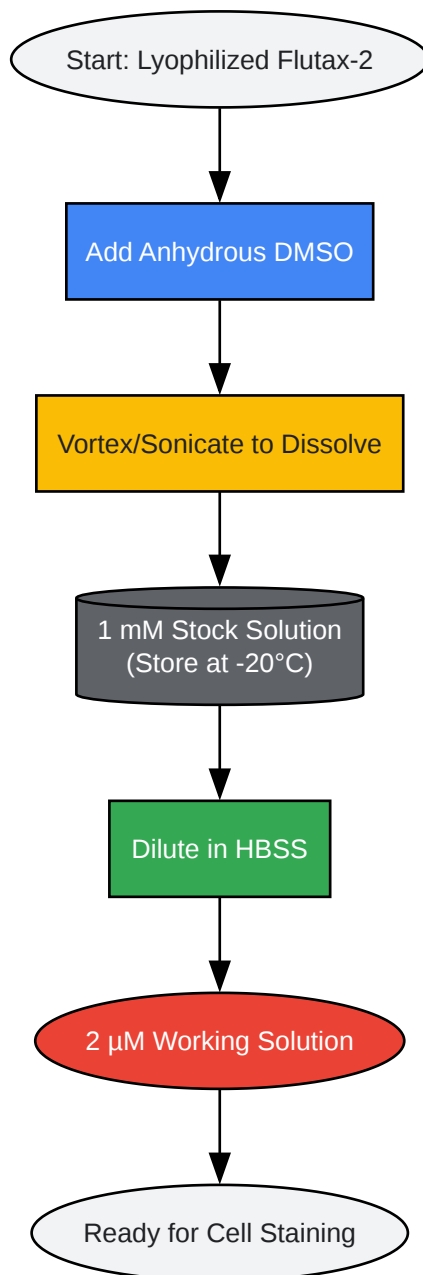 Start: Lyophilized Flutax-2
Add Anhydrous DMSO
Vortex/Sonicate to Dissolve
1 mM Stock Solution
(Store at -20°C)
Dilute in HBSS
2 µM Working Solution
Ready for Cell Staining